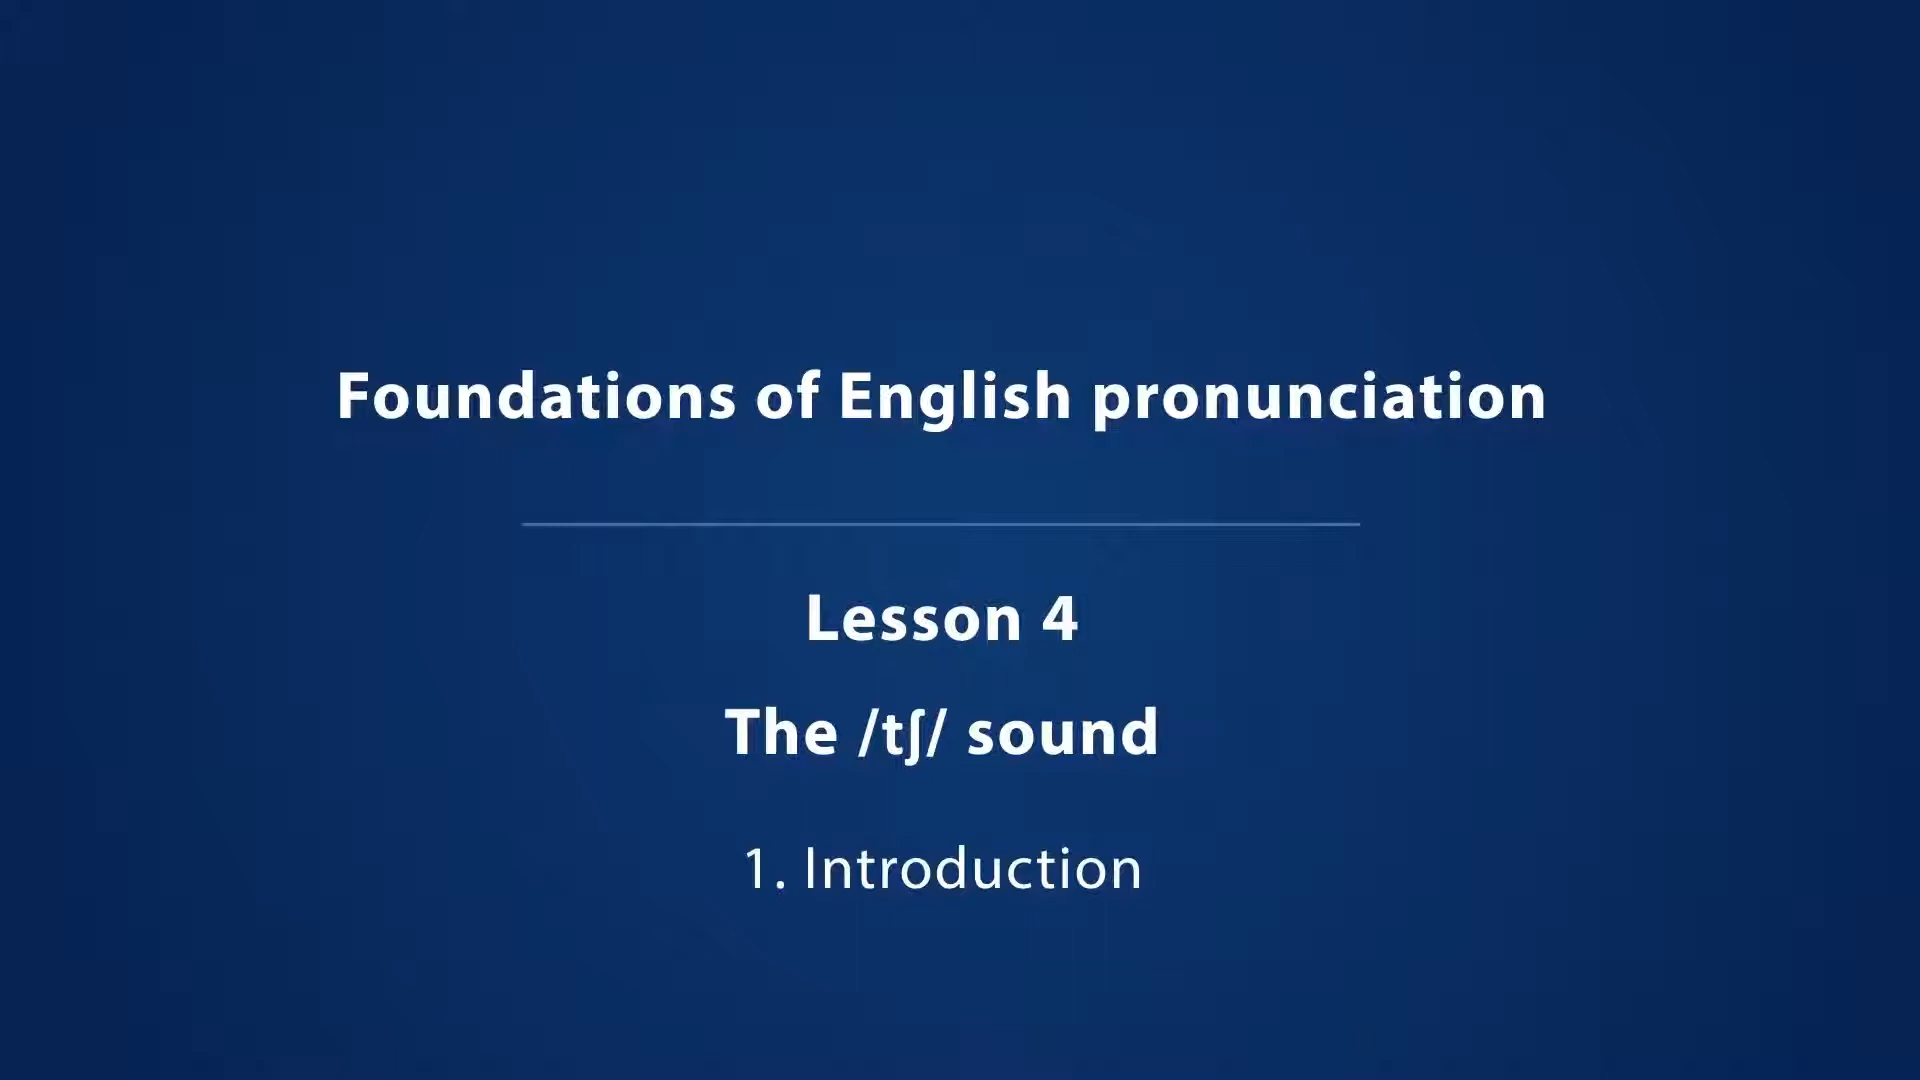 Foundations of English pronunciation
Lesson 4
The /tʃ/ sound
1. Introduction